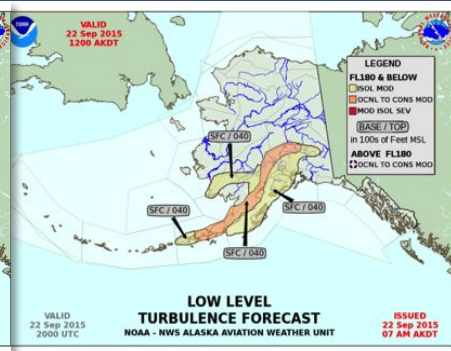 VALID
22 Sep 2015
1200 AKDT
LEGEND
FL180 & BELOW
ISOL MOD
OCNL TO CONS MOD
MOD ISOL SEV
BASE / TOP
in 100s of Feet MSL
ABOVE FL180
OCNL TO CONS MOD
SFC / 040
SFC / 040
SFC / 040
SFC / 040
LOW LEVEL
TURBULENCE FORECAST
NOAA - NWS ALASKA AVIATION WEATHER UNIT
VALID
22 Sep 2015
2000 UTC
ISSUED
22 Sep 2015
07 AM AKDT